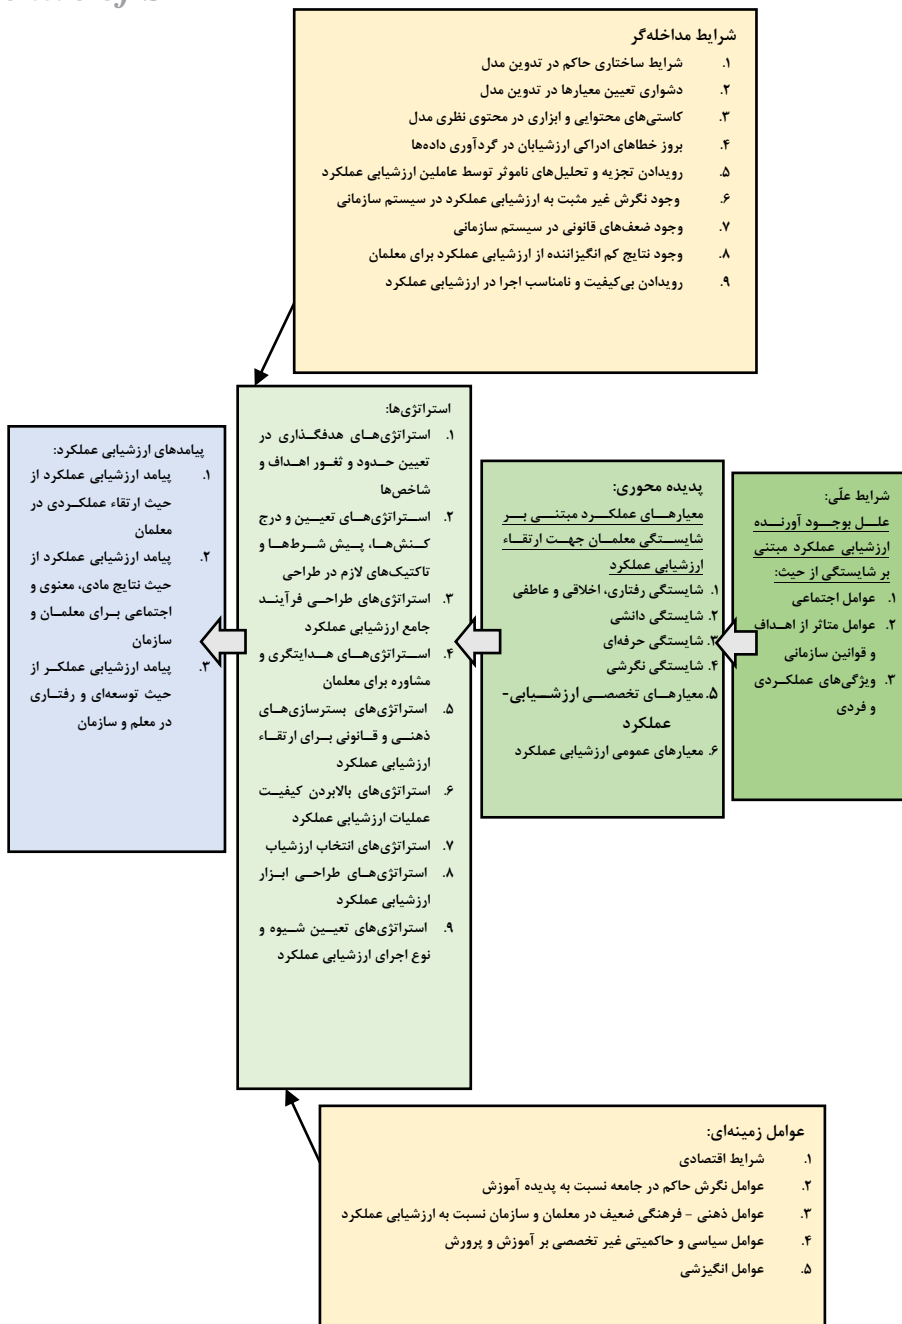 شرایط مداخله‌گر
۱. شرایط ساختاری حاکم در تدوین مدل
۲. دشواری تعیین معیارها در تدوین مدل
۳. کاستی‌های محتوایی و ابزاری در محتوی نظری مدل
۴. بروز خطاهای ادراکی ارزشیابان در گردآوری داده‌ها
۵. رویدادن تجزیه و تحلیل‌های ناموثر توسط عاملین ارزشیابی عملکرد
۶. وجود نگرش غیر مثبت به ارزشیابی عملکرد در سیستم سازمانی
۷. وجود ضعف‌های قانونی در سیستم سازمانی
۸. وجود نتایج کم انگیزاننده از ارزشیابی عملکرد برای معلمان
۹. رویدادن بی‌کیفیت و نامناسب اجرا در ارزشیابی عملکرد
شرایط علّی:
علل بوجود آورنده
ارزشیابی عملکرد مبتنی
بر شایستگی از حیث:
۱. عوامل اجتماعی
۲. عوامل متاثر از اهداف
و قوانین سازمانی
۳. ویژگی‌های عملکردی
و فردی
پدیده محوری:
معیارهای عملکرد مبتنی بر
شایستگی معلمان جهت ارتقاء
ارزشیابی عملکرد
۱. شایستگی رفتاری، اخلاقی و عاطفی
۲. شایستگی دانشی
۳. شایستگی حرفه‌ای
۴. شایستگی نگرشی
۵. معیارهای تخصصی ارزشیابی-
عملکرد
۶. معیارهای عمومی ارزشیابی عملکرد
استراتژی‌ها:
۱. استراتژی‌های هدفگذاری در
تعیین حدود و ثغور اهداف و
شاخص‌ها
۲. استراتژی‌های تعیین و درج
کنش‌ها، پیش شرط‌ها و
تاکتیک‌های لازم در طراحی
۳. استراتژی‌های طراحی فرآیند
جامع ارزشیابی عملکرد
۴. استراتژی‌های هدایتگری و
مشاوره برای معلمان
۵. استراتژی‌های بسترسازی‌های
ذهنی و قانونی برای ارتقاء
ارزشیابی عملکرد
۶. استراتژی‌های بالابردن کیفیت
عملیات ارزشیابی عملکرد
۷. استراتژی‌های انتخاب ارزشیاب
۸. استراتژی‌های طراحی ابزار
ارزشیابی عملکرد
۹. استراتژی‌های تعیین شیوه و
نوع اجرای ارزشیابی عملکرد
پیامدهای ارزشیابی عملکرد:
۱. پیامد ارزشیابی عملکرد از
حیث ارتقاء عملکردی در
معلمان
۲. پیامد ارزشیابی عملکرد از
حیث نتایج مادی، معنوی و
اجتماعی برای معلمان و
سازمان
۳. پیامد ارزشیابی عملکر از
حیث توسعه‌ای و رفتاری
در معلم و سازمان
عوامل زمینه‌ای:
۱. شرایط اقتصادی
۲. عوامل نگرش حاکم در جامعه نسبت به پدیده آموزش
۳. عوامل ذهنی - فرهنگی ضعیف در معلمان و سازمان نسبت به ارزشیابی عملکرد
۴. عوامل سیاسی و حاکمیتی غیر تخصصی بر آموزش و پرورش
۵. عوامل انگیزشی